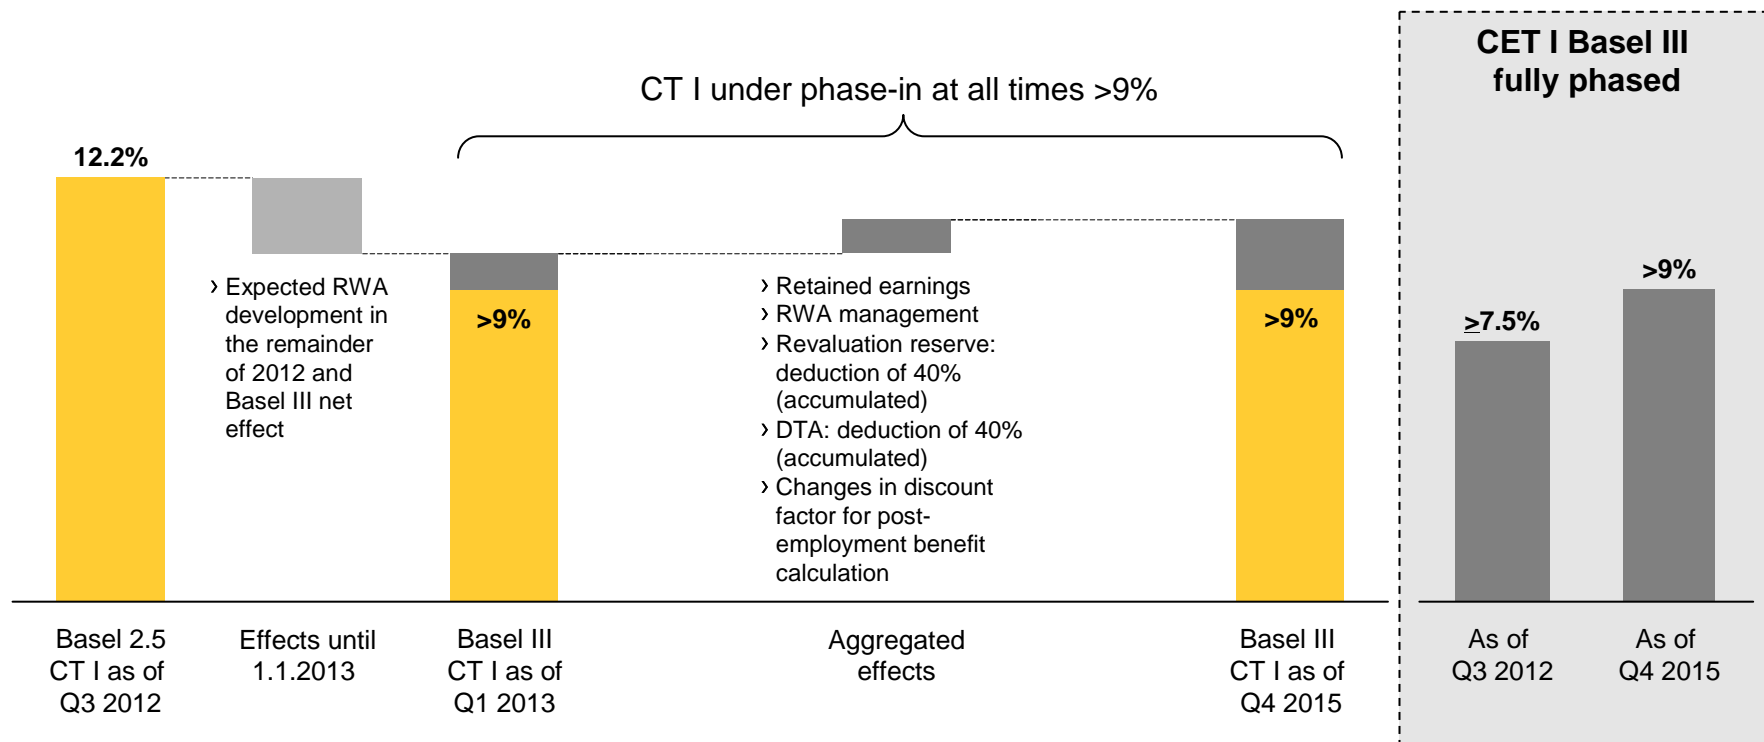 CET I Basel III
fully phased
CT I under phase-in at all times >9%
12.2%
› Expected RWA
development in
the remainder
of 2012 and
Basel III net
effect
>9%
› Retained earnings
› RWA management
› Revaluation reserve:
deduction of 40%
(accumulated)
› DTA: deduction of 40%
(accumulated)
› Changes in discount
factor for post-
employment benefit
calculation
>9%
≥7.5%
>9%
Basel 2.5
CT I as of
Q3 2012
Effects until
1.1.2013
Basel III
CT I as of
Q1 2013
Aggregated
effects
Basel III
CT I as of
Q4 2015
As of
Q3 2012
As of
Q4 2015